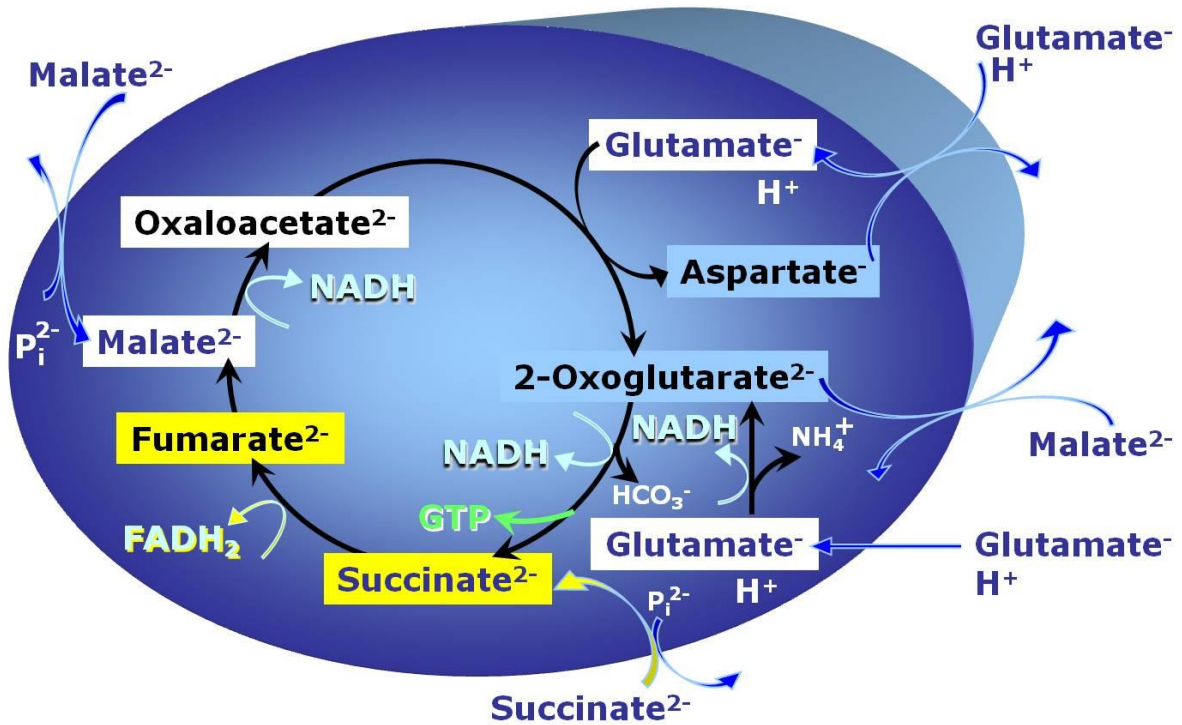 Glutamate⁻
H⁺
Malate²⁻
Glutamate⁻
H⁺
Oxaloacetate²⁻
Aspartate⁻
NADH
Pᵢ²⁻
Malate²⁻
2-Oxoglutarate²⁻
Fumarate²⁻
NADH
NADH
NH₄⁺
Malate²⁻
HCO₃⁻
GTP
FADH₂
Glutamate⁻
H⁺
Glutamate⁻
H⁺
Succinate²⁻
Pᵢ²⁻
Succinate²⁻